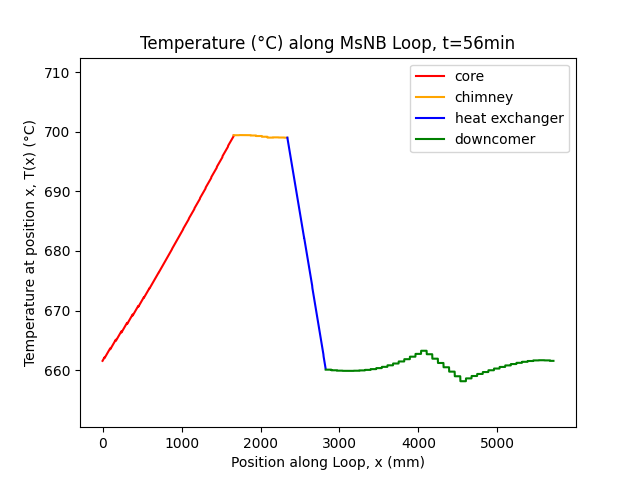 Temperature (°C) along MsNB Loop, t=56min
Temperature at position x, T(x) (°C)
710
700
690
680
670
660
core
chimney
heat exchanger
downcomer
0
1000
2000
3000
4000
5000
Position along Loop, x (mm)